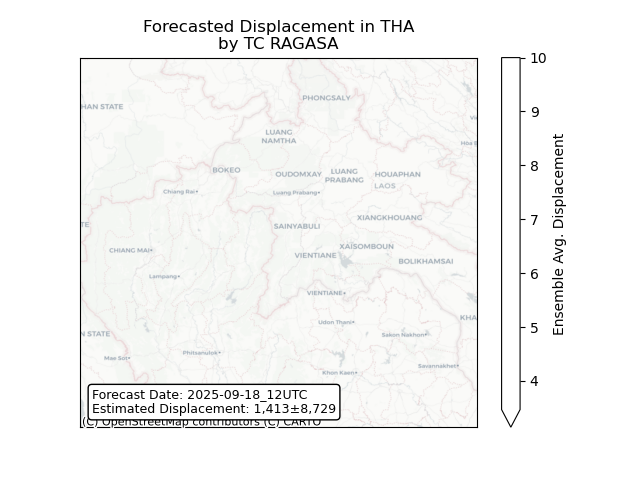 Forecasted Displacement in THA
by TC RAGASA
10
9
8
7
6
5
4
Ensemble Avg. Displacement
PHONGSALY
HAN STATE
LUANG
NAMTHA
BOKEO
OUDOMXAY
LUANG
PRABANG
HOUAPHAN
LAOS
Chiang Rai
Luang Prabang
XIANGKHOUANG
SAINYABULI
CHIANG MAI
XAISOMBOUN
VIENTIANE
BOLIKHAMSAI
Lampang
VIENTIANE
KHA
Udon Thani
N STATE
Sakon Nakhon
Mae Sot
Phitsanulok
Khon Kaen
Savannakhet
Forecast Date: 2025-09-18_12UTC
Estimated Displacement: 1,413±8,729
(C) OpenStreetMap contributors (C) CARTO